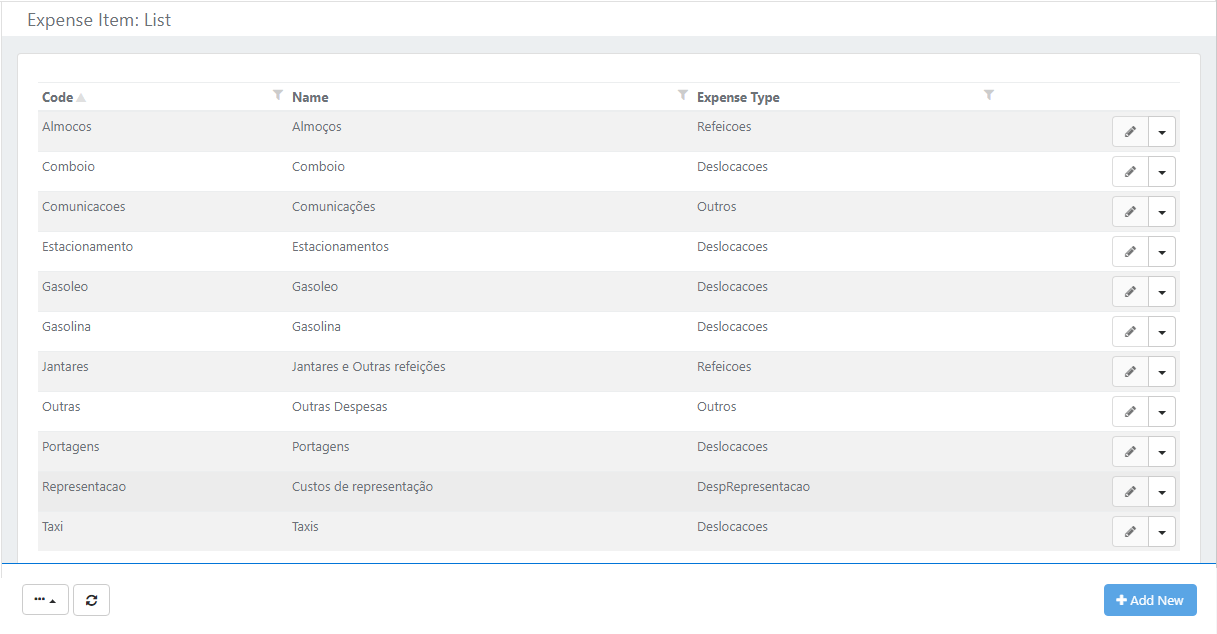 Expense Item: List
Code Name Expense Type
Almocos Almoços Refeicoes
Comboio Comboio Deslocacoes
Comunicacoes Comunicações Outros
Estacionamento Estacionamentos Deslocacoes
Gasoleo Gasoleo Deslocacoes
Gasolina Gasolina Deslocacoes
Jantares Jantares e Outras refeições Refeicoes
Outras Outras Despesas Outros
Portagens Portagens Deslocacoes
Representacao Custos de representação DespRepresentacao
Taxi Taxis Deslocacoes
Add New